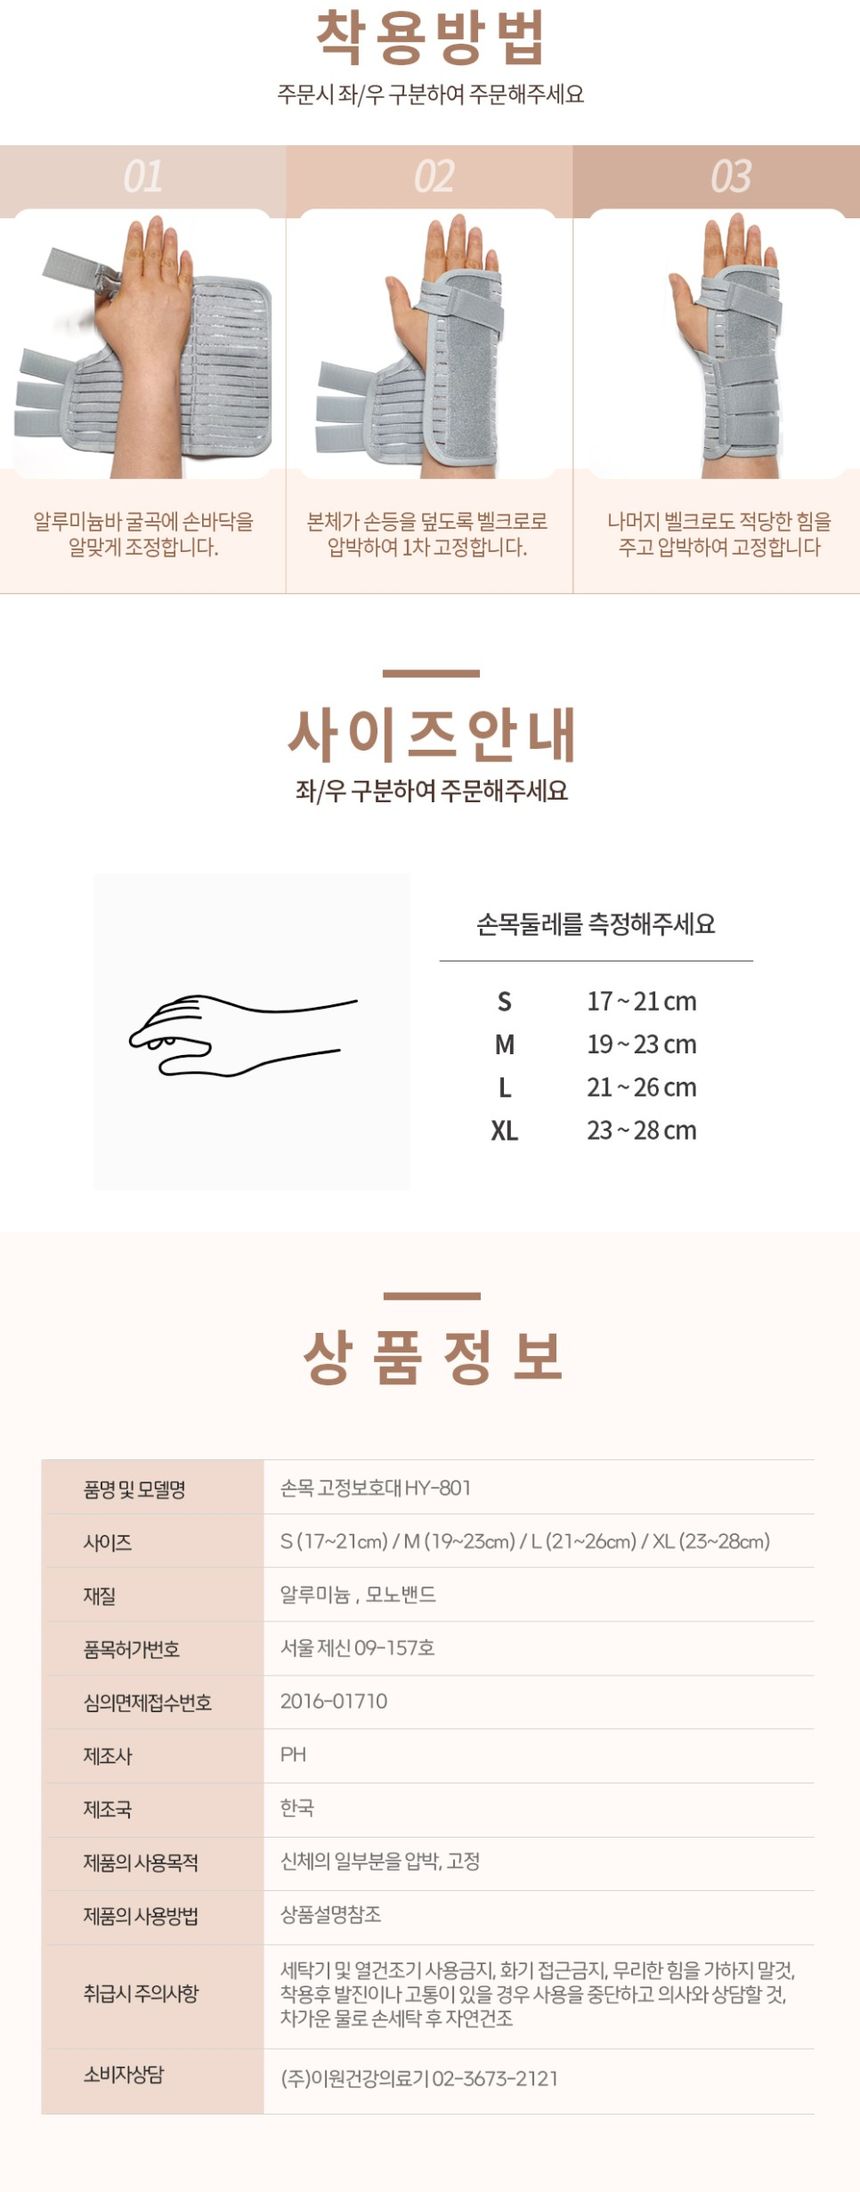 착용방법
주문시 좌/우 구분하여 주문해주세요
01
02
03
알루미늄바 굴곡에 손바닥을
알맞게 조정합니다.
본체가 손등을 덮도록 벨크로로
압박하여 1차 고정합니다.
나머지 벨크로도 적당한 힘을
주고 압박하여 고정합니다
사이즈안내
좌/우 구분하여 주문해주세요
손목둘레를 측정해주세요
S 17 ~ 21 cm
M 19 ~ 23 cm
L 21 ~ 26 cm
XL 23 ~ 28 cm
상품정보
품명 및 모델명 손목 고정보호대 HY-801
사이즈 S (17~21cm) / M (19~23cm) / L (21~26cm) / XL (23~28cm)
재질 알루미늄 , 모노밴드
품목허가번호 서울 제신 09-157호
심의면제접수번호 2016-01710
제조사 PH
제조국 한국
제품의 사용목적 신체의 일부분을 압박, 고정
제품의 사용방법 상품설명참조
취급시 주의사항 세탁기 및 열건조기 사용금지, 화기 접근금지, 무리한 힘을 가하지 말것,
착용후 발진이나 고통이 있을 경우 사용을 중단하고 의사와 상담할 것,
차가운 물로 손세탁 후 자연건조
소비자상담 (주)이원건강의료기 02-3673-2121